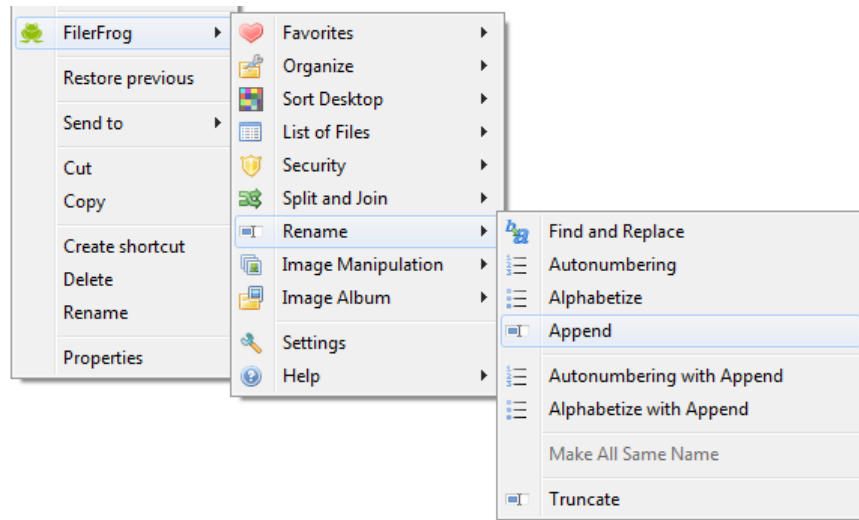 FilerFrog
Restore previous
Send to
Cut
Copy
Create shortcut
Delete
Rename
Properties
Favorites
Organize
Sort Desktop
List of Files
Security
Split and Join
Rename
Image Manipulation
Image Album
Settings
Help
Find and Replace
Autonumbering
Alphabetize
Append
Autonumbering with Append
Alphabetize with Append
Make All Same Name
Truncate